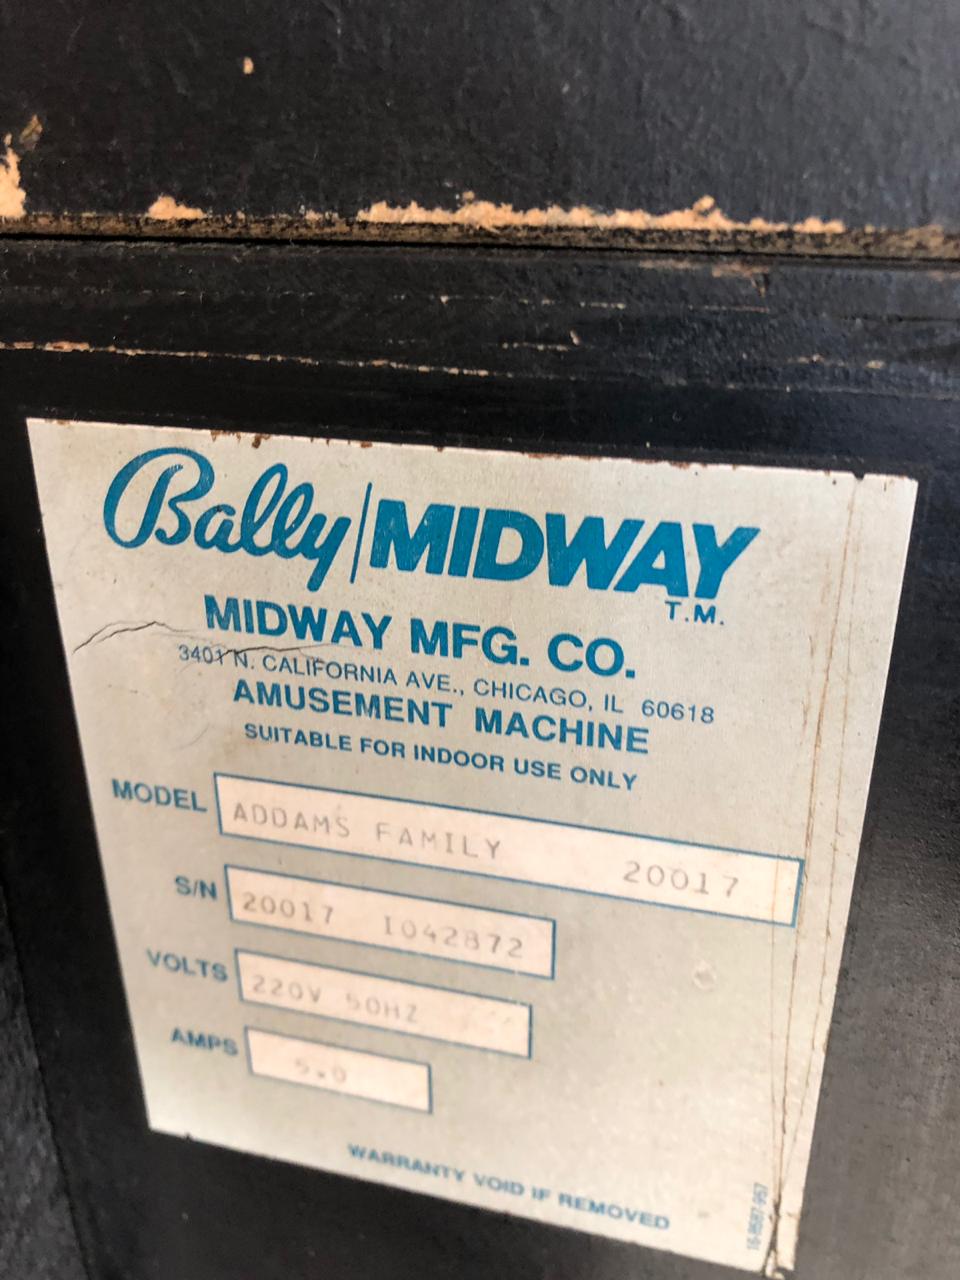 Bally MIDWAY
T.M.
MIDWAY MFG. CO.
3401 N. CALIFORNIA AVE., CHICAGO, IL 60618
AMUSEMENT MACHINE
SUITABLE FOR INDOOR USE ONLY
MODEL ADDAMS FAMILY 20017
S/N 20017 I042872
VOLTS 220V 50HZ
AMPS 5.0
WARRANTY VOID IF REMOVED